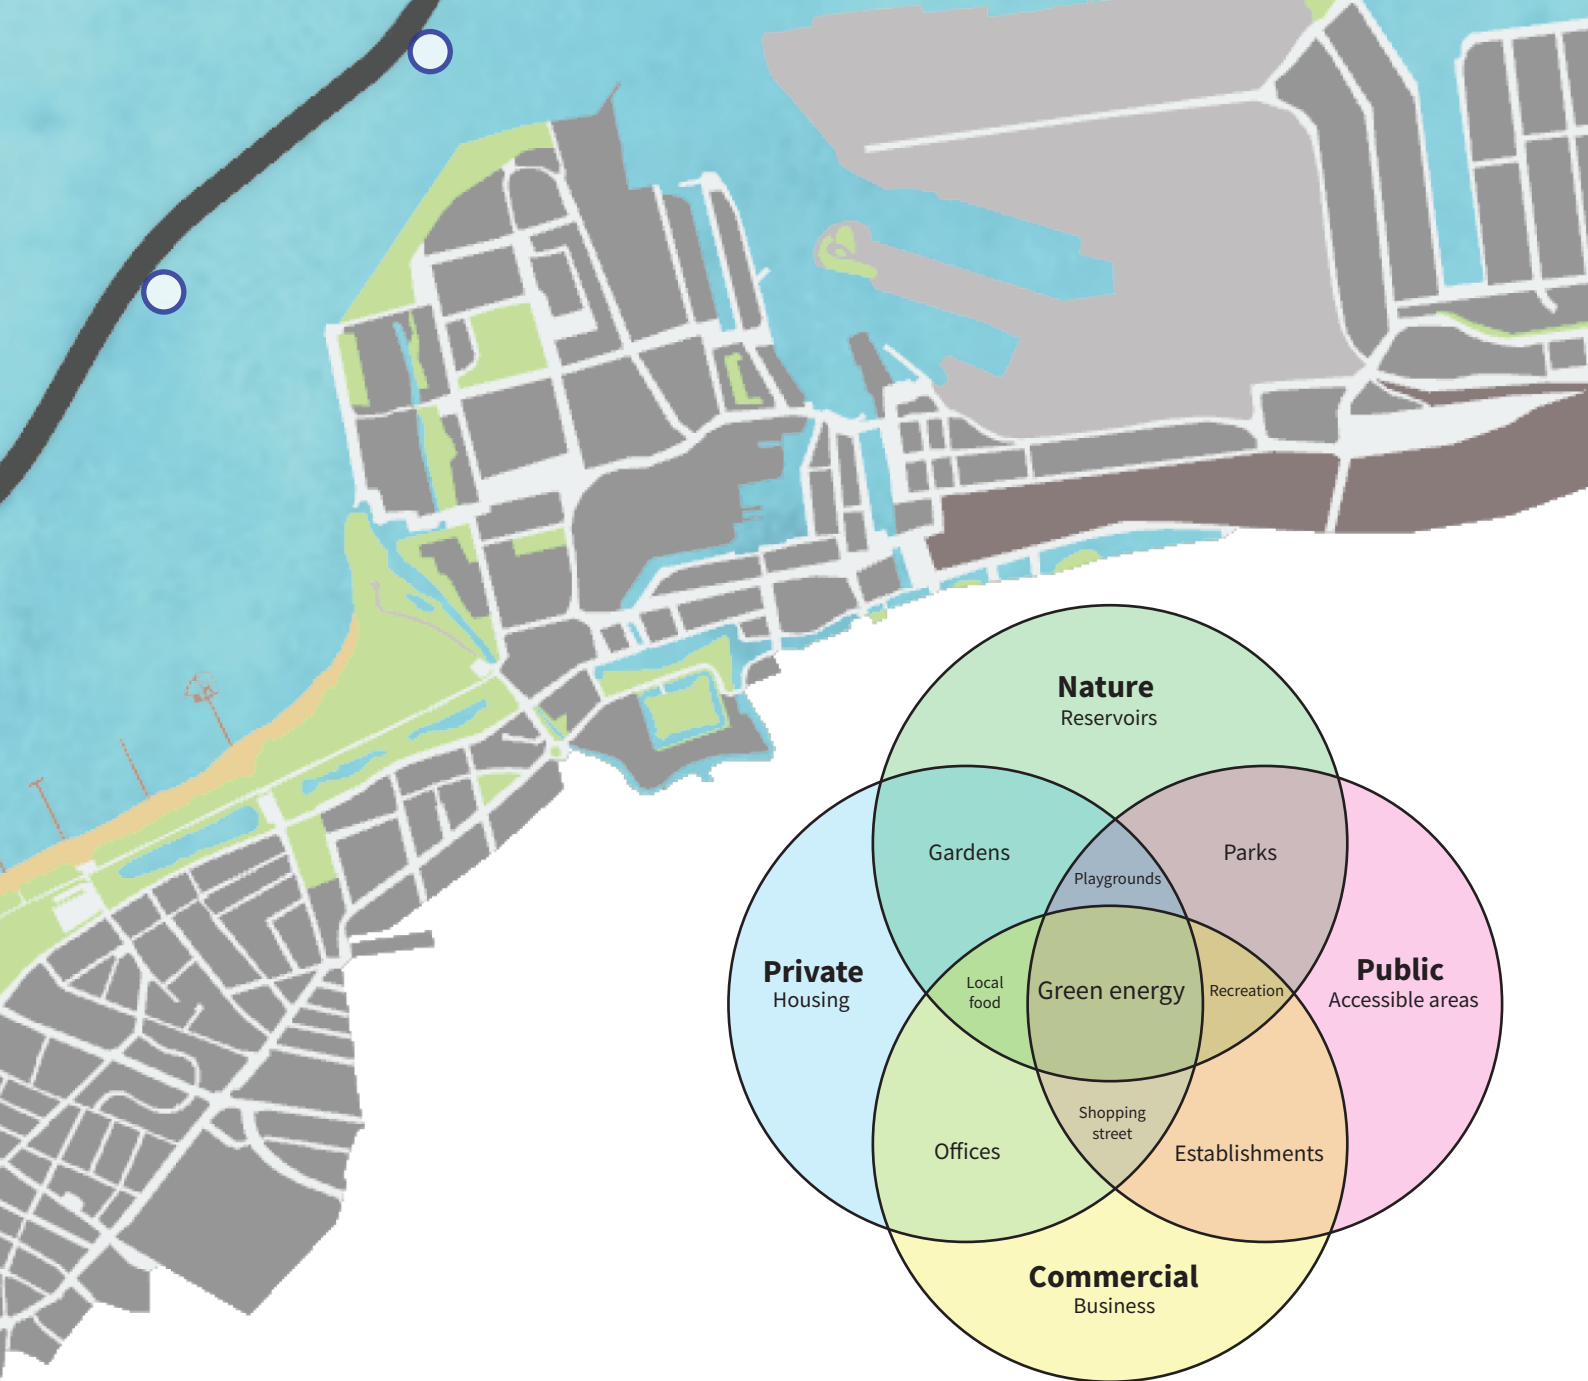 Nature
Reservoirs
Gardens
Parks
Playgrounds
Private
Housing
Local
food
Green energy
Recreation
Public
Accessible areas
Shopping
street
Offices
Establishments
Commercial
Business